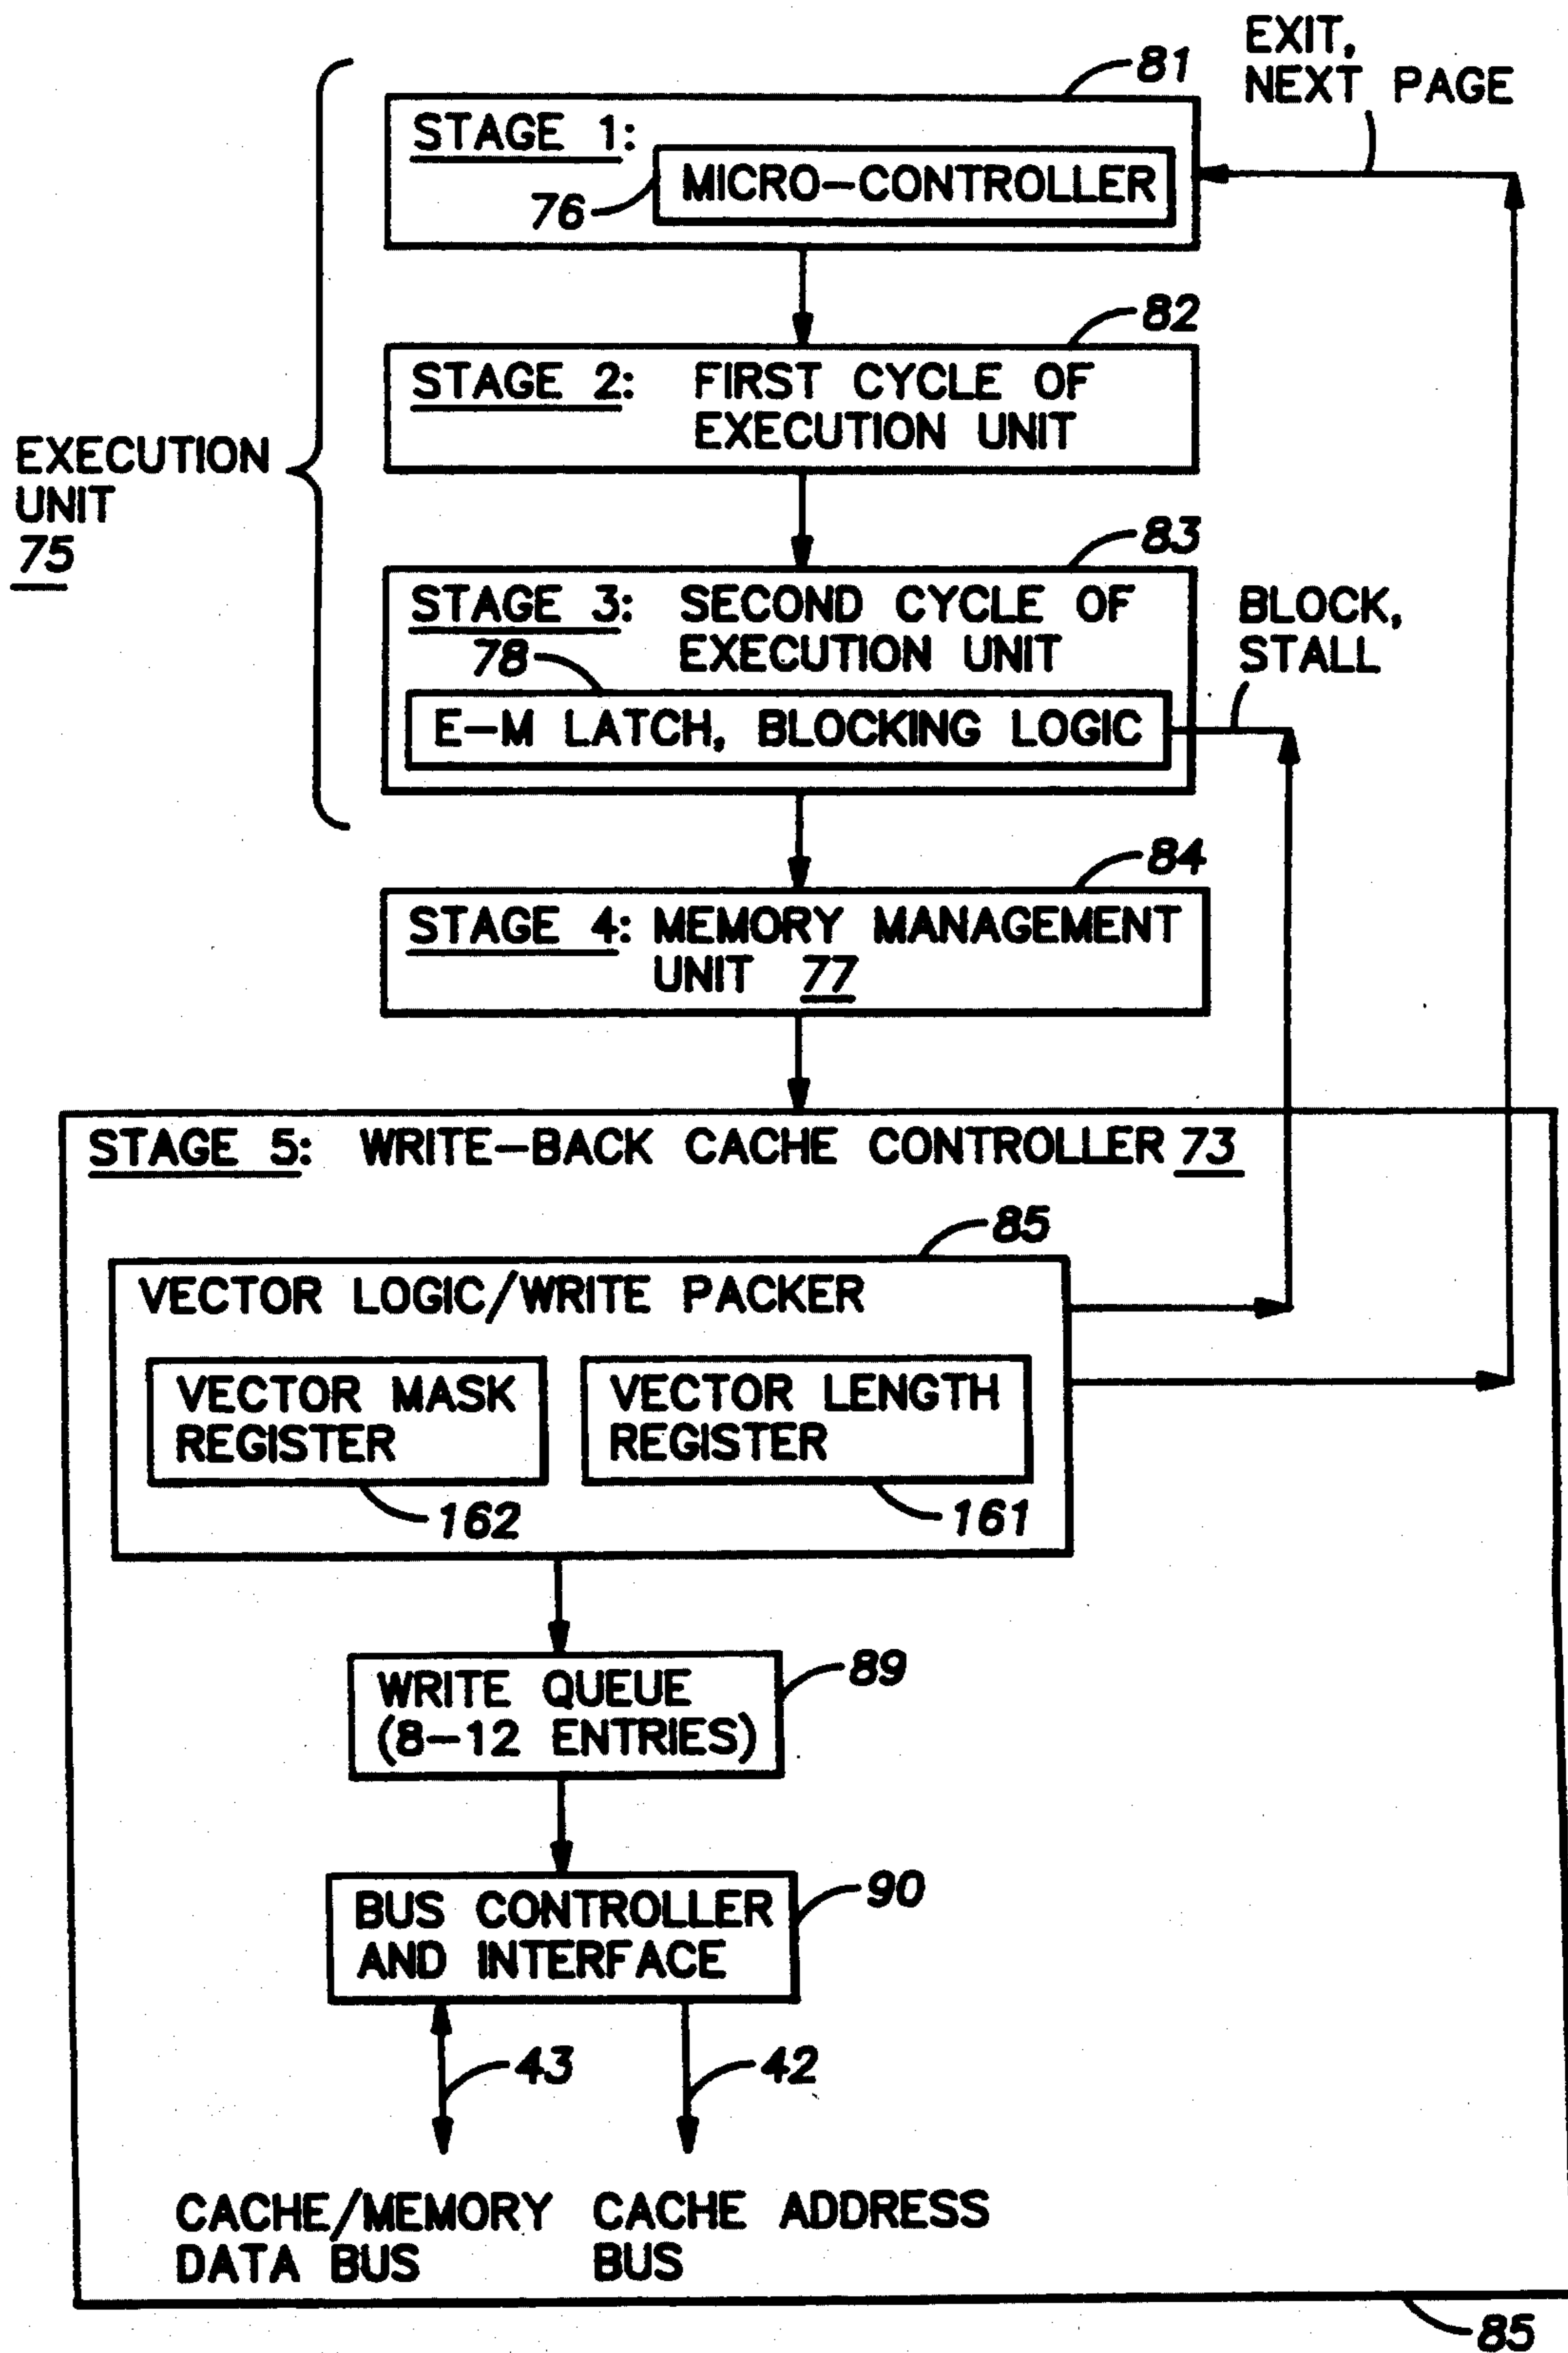 EXIT,
NEXT PAGE
81
STAGE 1:
MICRO-CONTROLLER
76
82
STAGE 2: FIRST CYCLE OF
EXECUTION UNIT
EXECUTION
UNIT
75
83
STAGE 3: SECOND CYCLE OF
EXECUTION UNIT
78
E-M LATCH, BLOCKING LOGIC
BLOCK,
STALL
84
STAGE 4: MEMORY MANAGEMENT
UNIT 77
STAGE 5: WRITE-BACK CACHE CONTROLLER 73
85
VECTOR LOGIC/WRITE PACKER
VECTOR MASK
REGISTER
VECTOR LENGTH
REGISTER
162
161
WRITE QUEUE
(8-12 ENTRIES)
89
BUS CONTROLLER
AND INTERFACE
90
43
42
CACHE/MEMORY
DATA BUS
CACHE ADDRESS
BUS
85